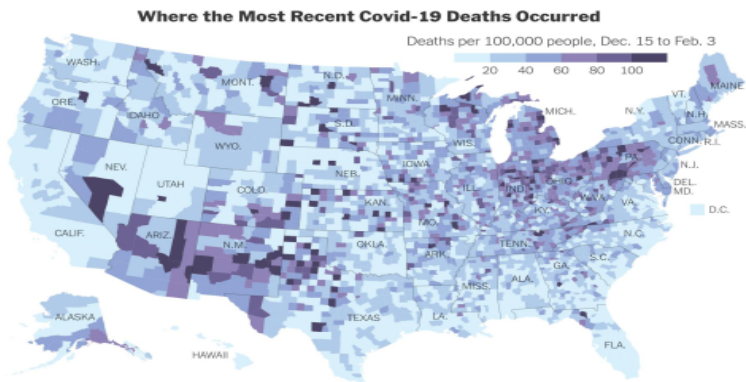 Where the Most Recent Covid-19 Deaths Occurred
Deaths per 100,000 people, Dec. 15 to Feb. 3
20 40 60 80 100
WASH.
MONT.
N.D.
MINN.
VT.
MAINE
ORE.
IDAHO
S.D.
WIS.
MICH.
N.Y.
N.H.
MASS.
WYO.
CONN.
R.I.
NEV.
UTAH
COLO.
NEB.
IOWA
ILL.
IND.
OHIO
PA.
N.J.
DEL.
MD.
KAN.
MO.
KY.
W.VA.
VA.
D.C.
CALIF.
ARIZ.
N.M.
OKLA.
ARK.
TENN.
N.C.
S.C.
MISS.
ALA.
GA.
ALASKA
HAWAII
TEXAS
LA.
FLA.